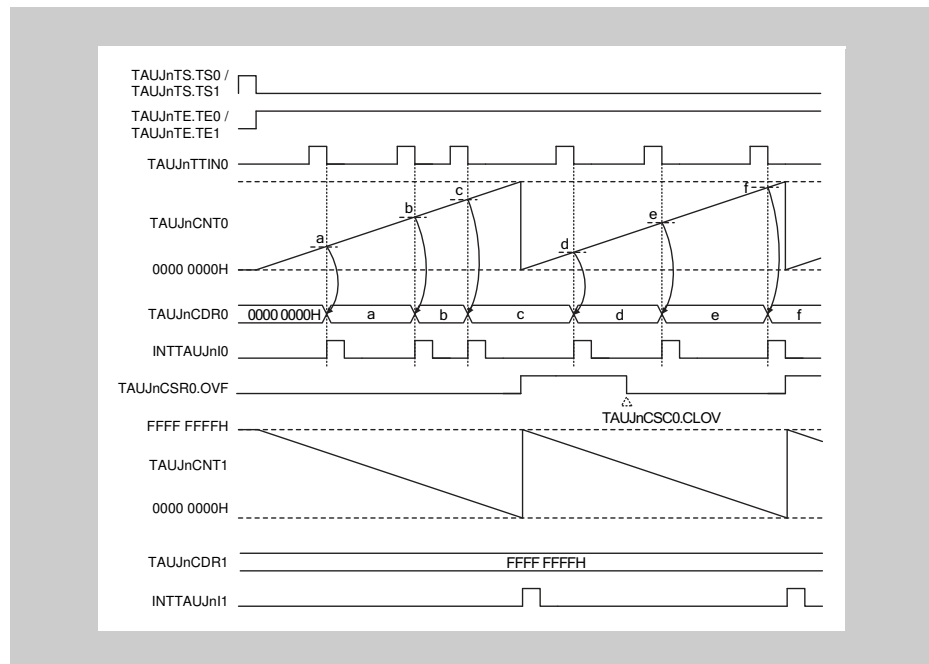 TAUJnTS.TS0 /
TAUJnTS.TS1
TAUJnTE.TE0 /
TAUJnTE.TE1
TAUJnTTIN0
TAUJnCNT0
a
b
c
d
e
f
0000 0000H
TAUJnCDR0
0000 0000H a b c d e f
INTTAUJnI0
TAUJnCSR0.OVF
TAUJnCSC0.CLOV
FFFF FFFFH
TAUJnCNT1
0000 0000H
TAUJnCDR1
FFFF FFFFH
INTTAUJnI1